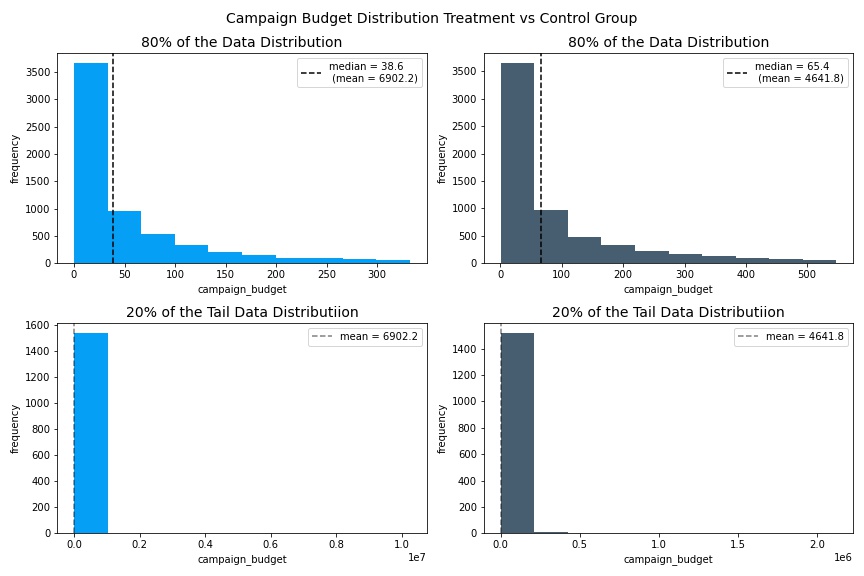 Campaign Budget Distribution Treatment vs Control Group
80% of the Data Distribution
3500
3000
2500
2000
1500
1000
500
0
frequency
median = 38.6
(mean = 6902.2)
0 50 100 150 200 250 300
campaign_budget
80% of the Data Distribution
3500
3000
2500
2000
1500
1000
500
0
frequency
median = 65.4
(mean = 4641.8)
0 100 200 300 400 500
campaign_budget
20% of the Tail Data Distributiion
1600
1400
1200
1000
800
600
400
200
0
frequency
mean = 6902.2
0.0 0.2 0.4 0.6 0.8 1.0
1e7
campaign_budget
20% of the Tail Data Distributiion
1400
1200
1000
800
600
400
200
0
frequency
mean = 4641.8
0.0 0.5 1.0 1.5 2.0
1e6
campaign_budget